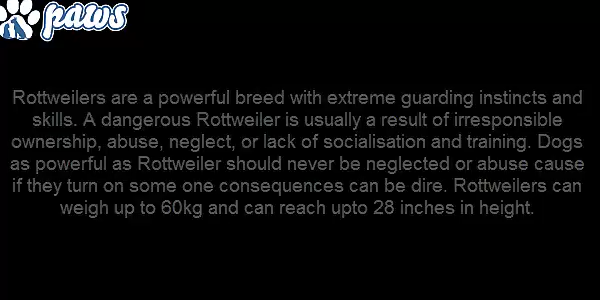 paws
Rottweilers are a powerful breed with extreme guarding instincts and
skills. A dangerous Rottweiler is usually a result of irresponsible
ownership, abuse, neglect, or lack of socialisation and training. Dogs
as powerful as Rottweiler should never be neglected or abuse cause
if they turn on some one consequences can be dire. Rottweilers can
weigh up to 60kg and can reach upto 28 inches in height.